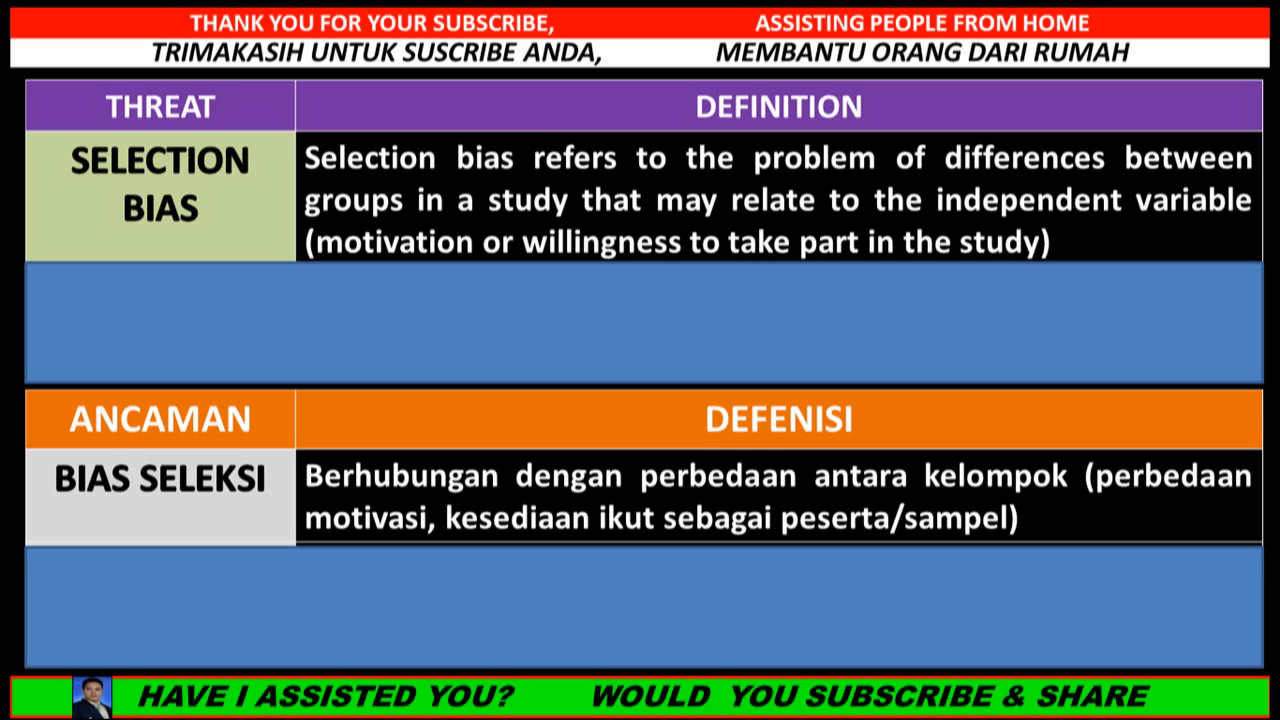 THANK YOU FOR YOUR SUBSCRIBE, ASSISTING PEOPLE FROM HOME
TRIMAKASIH UNTUK SUSCRIBE ANDA, MEMBANTU ORANG DARI RUMAH
THREAT DEFINITION
SELECTION
BIAS
Selection bias refers to the problem of differences between
groups in a study that may relate to the independent variable
(motivation or willingness to take part in the study)
ANCAMAN DEFENISI
BIAS SELEKSI
Berhubungan dengan perbedaan antara kelompok (perbedaan
motivasi, kesediaan ikut sebagai peserta/sampel)
HAVE I ASSISTED YOU? WOULD YOU SUBSCRIBE & SHARE